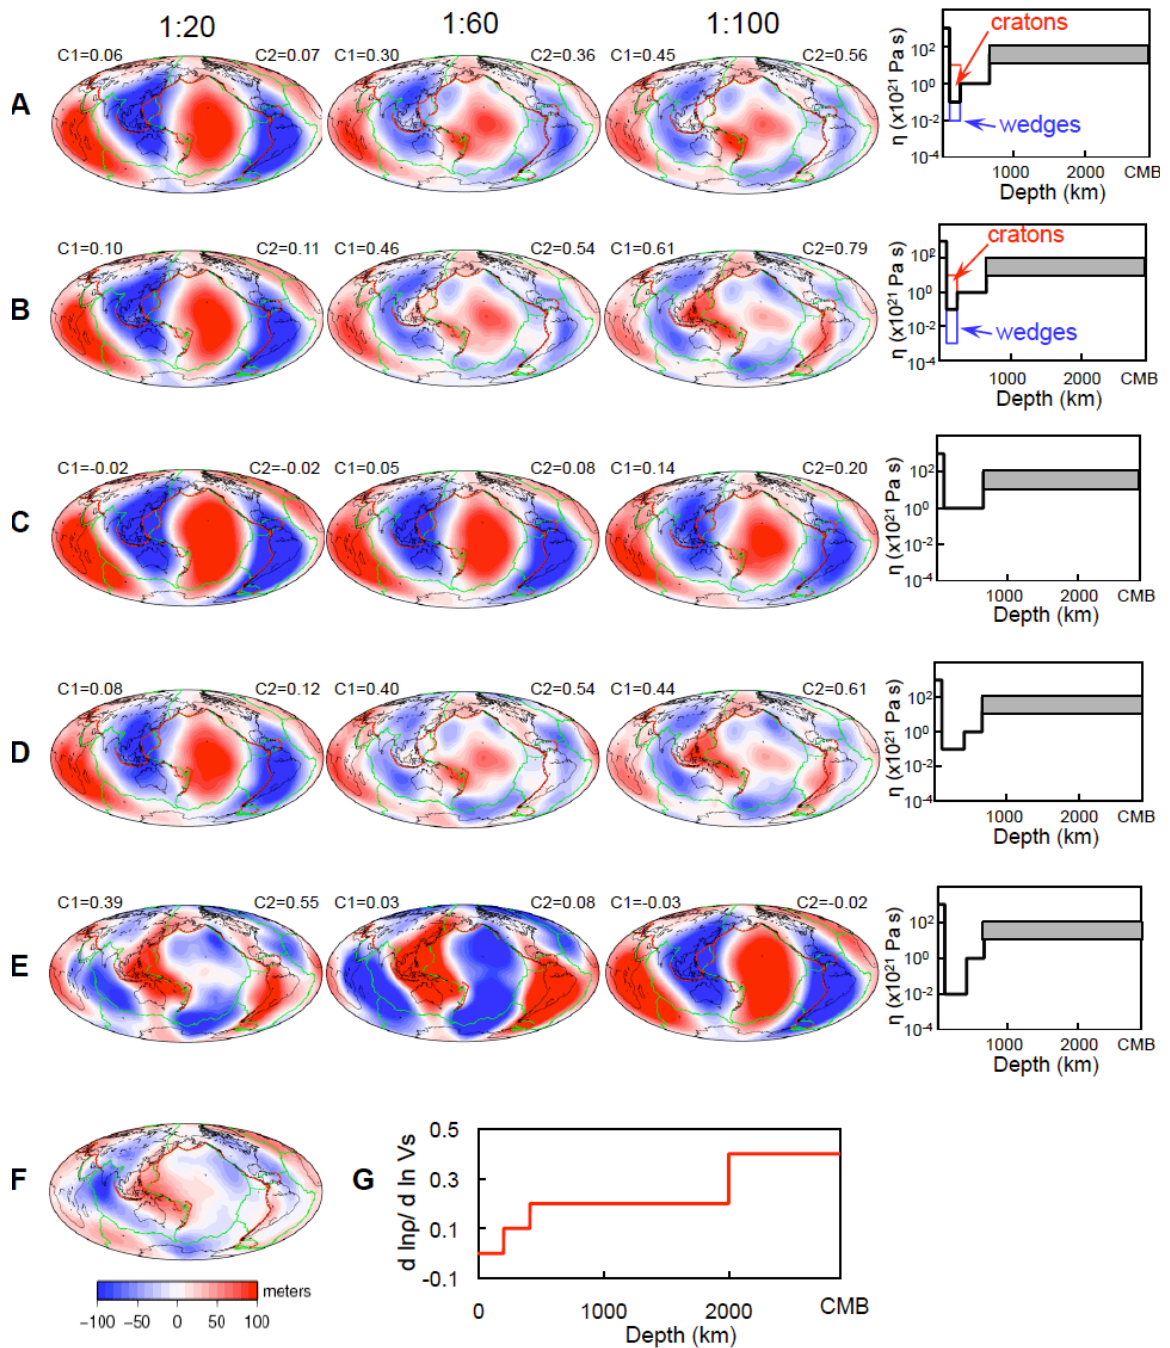 1:20 1:60 1:100
A
C1=0.06 C2=0.07 C1=0.30 C2=0.36 C1=0.45 C2=0.56
η (x10²¹ Pa s)
10² 10⁰ 10⁻² 10⁻⁴
cratons
wedges
1000 2000 CMB
Depth (km)
B
C1=0.10 C2=0.11 C1=0.46 C2=0.54 C1=0.61 C2=0.79
η (x10²¹ Pa s)
10² 10⁰ 10⁻² 10⁻⁴
cratons
wedges
1000 2000 CMB
Depth (km)
C
C1=-0.02 C2=-0.02 C1=0.05 C2=0.08 C1=0.14 C2=0.20
η (x10²¹ Pa s)
10² 10⁰ 10⁻² 10⁻⁴
1000 2000 CMB
Depth (km)
D
C1=0.08 C2=0.12 C1=0.40 C2=0.54 C1=0.44 C2=0.61
η (x10²¹ Pa s)
10² 10⁰ 10⁻² 10⁻⁴
1000 2000 CMB
Depth (km)
E
C1=0.39 C2=0.55 C1=0.03 C2=0.08 C1=-0.03 C2=-0.02
η (x10²¹ Pa s)
10² 10⁰ 10⁻² 10⁻⁴
1000 2000 CMB
Depth (km)
F
meters
−100 −50 0 50 100
G
d lnρ/ d ln Vs
0.5
0.3
0.1
-0.1
0 1000 2000 CMB
Depth (km)